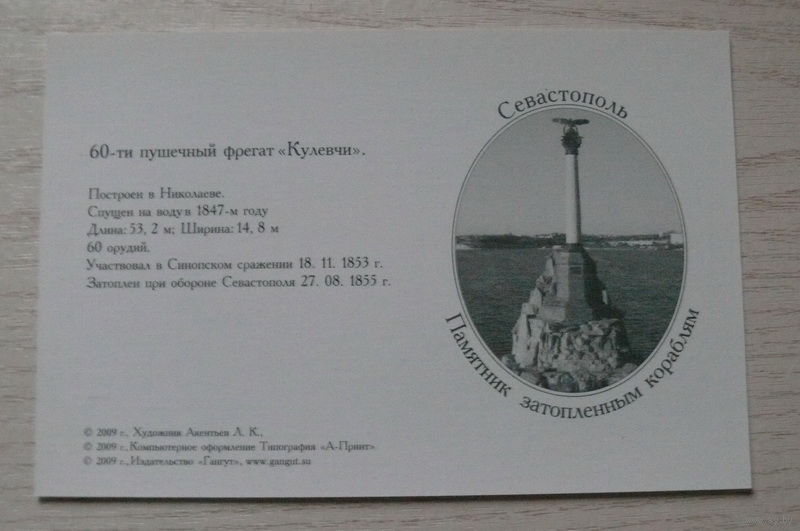 60-ти пушечный фрегат «Кулевчи».
Построен в Николаеве.
Спущен на воду в 1847-м году
Длина: 53, 2 м; Ширина: 14, 8 м
60 орудий.
Участвовал в Синопском сражении 18. 11. 1853 г.
Затоплен при обороне Севастополя 27. 08. 1855 г.
Севастополь
Памятник затопленным кораблям
© 2009 г., Художник Авентьев Л. К.,
© 2009 г., Компьютерное оформление Типография «А-Принт»
© 2009 г., Издательство «Гангут», www.gangut.su